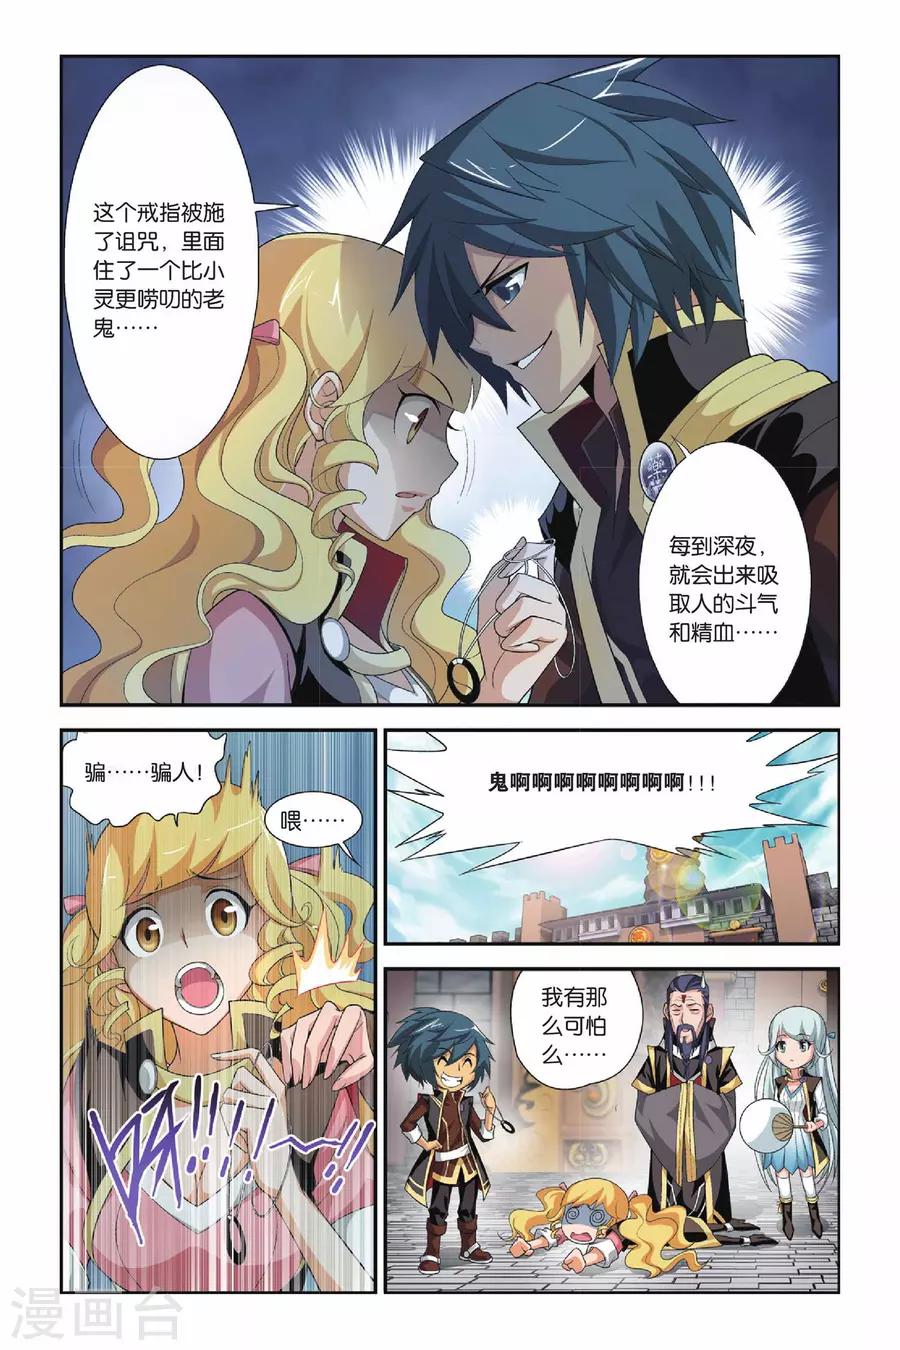 这个戒指被施
了诅咒，里面
住了一个比小
灵更唠叨的老
鬼……
藥
每到深夜，
就会出来吸
取人的斗气
和精血……
骗……骗人！
喂……
鬼啊啊啊啊啊啊啊啊!!!
我有那
么可怕
么……
漫画台